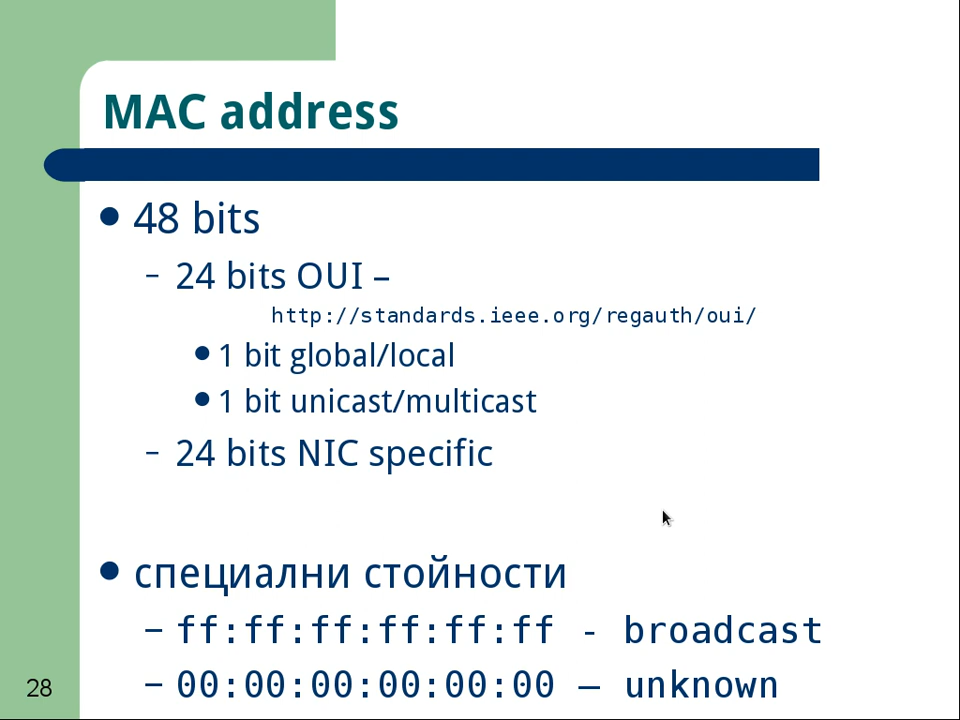 MAC address
48 bits
– 24 bits OUI –
http://standards.ieee.org/regauth/oui/
1 bit global/local
1 bit unicast/multicast
– 24 bits NIC specific
специални стойности
– ff:ff:ff:ff:ff:ff - broadcast
– 00:00:00:00:00:00 – unknown
28